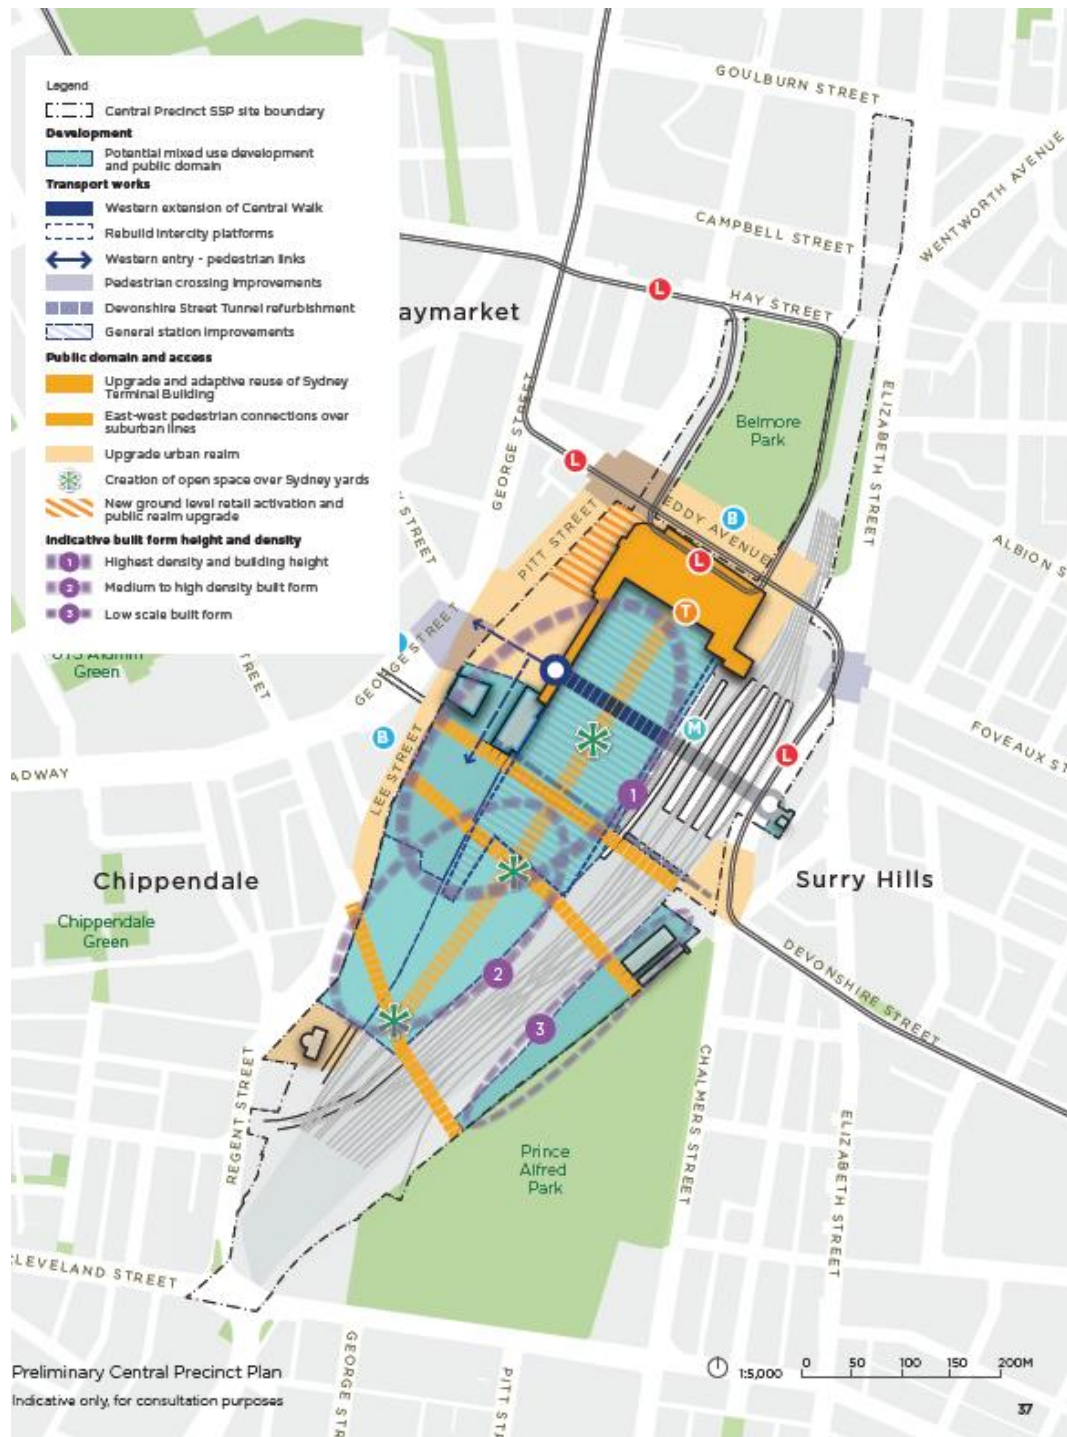 Legend
Central Precinct SSP site boundary
Development
Potential mixed use development
and public domain
Transport works
Western extension of Central Walk
Rebuild intercity platforms
Western entry - pedestrian links
Pedestrian crossing improvements
Devonshire Street Tunnel refurbishment
General station improvements
Public domain and access
Upgrade and adaptive reuse of Sydney
Terminal Building
East-west pedestrian connections over
suburban lines
Upgrade urban realm
Creation of open space over Sydney yards
New ground level retail activation and
public realm upgrade
Indicative built form height and density
1 Highest density and building height
2 Medium to high density built form
3 Low scale built form
GOULBURN STREET
WENTWORTH AVENUE
CAMPBELL STREET
L
HAY STREET
aymarket
GEORGE STREET
Belmore
Park
ELIZABETH STREET
L
PITT STREET
EDDY AVENUE
B
STREET
L
ALBION S
T
GEORGE STREET
Green
STREET
M
B
L
FOVEAUX ST
ADWAY
LEE STREET
1
Chippendale
Surry Hills
Chippendale
Green
2
DEVONSHIRE STREET
3
REGENT STREET
CHALMERS STREET
ELIZABETH STREET
Prince
Alfred
Park
CLEVELAND STREET
GEORGE STR
PITT STR
Preliminary Central Precinct Plan
Indicative only, for consultation purposes
1:5,000
0 50 100 150 200M
37